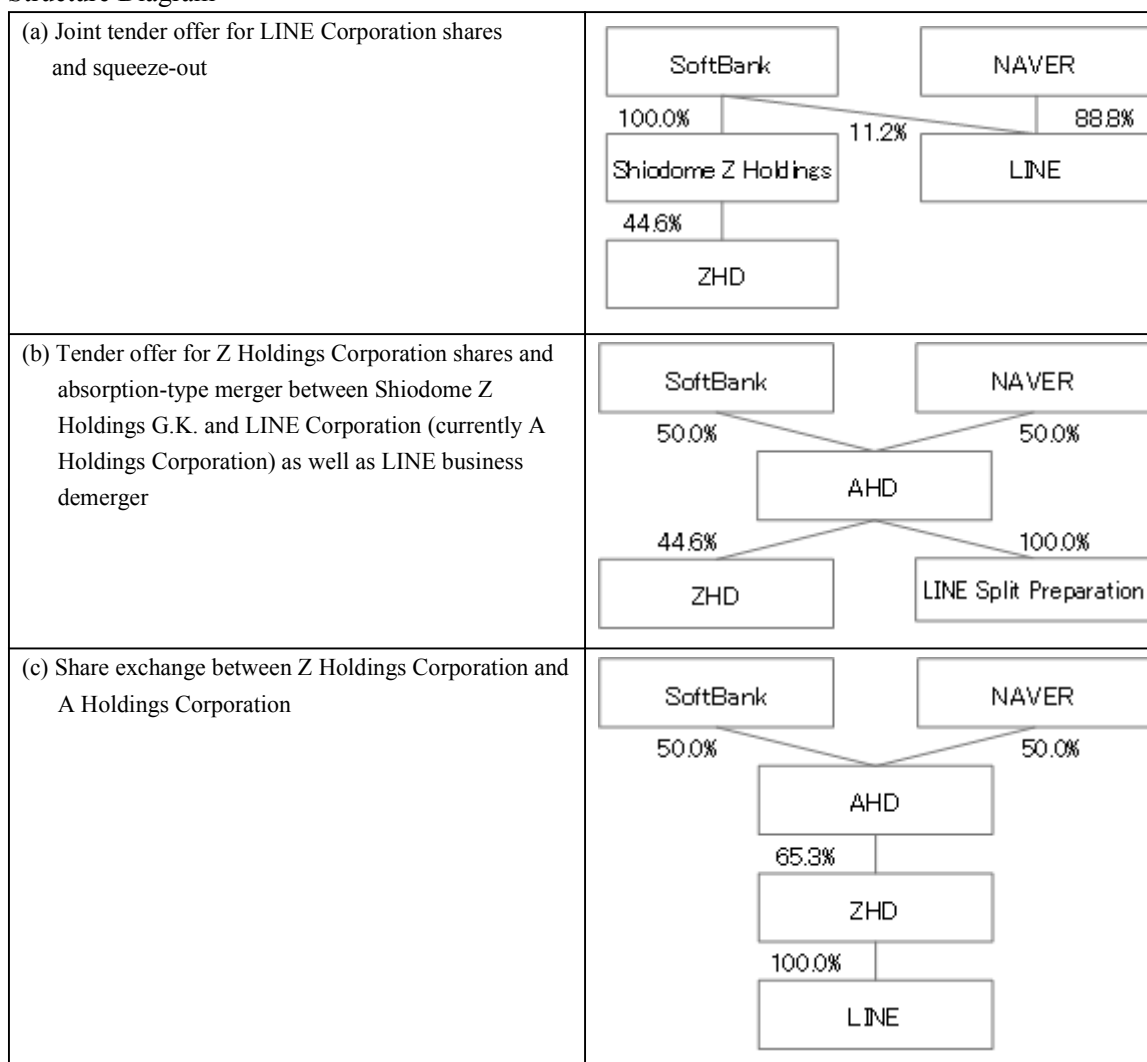 (a) Joint tender offer for LINE Corporation shares
and squeeze-out
SoftBank
NAVER
100.0%
11.2%
88.8%
Shiodome Z Holdings
LINE
44.6%
ZHD
(b) Tender offer for Z Holdings Corporation shares and
absorption-type merger between Shiodome Z
Holdings G.K. and LINE Corporation (currently A
Holdings Corporation) as well as LINE business
demerger
SoftBank
NAVER
50.0%
50.0%
AHD
44.6%
100.0%
ZHD
LINE Split Preparation
(c) Share exchange between Z Holdings Corporation and
A Holdings Corporation
SoftBank
NAVER
50.0%
50.0%
AHD
65.3%
ZHD
100.0%
LINE